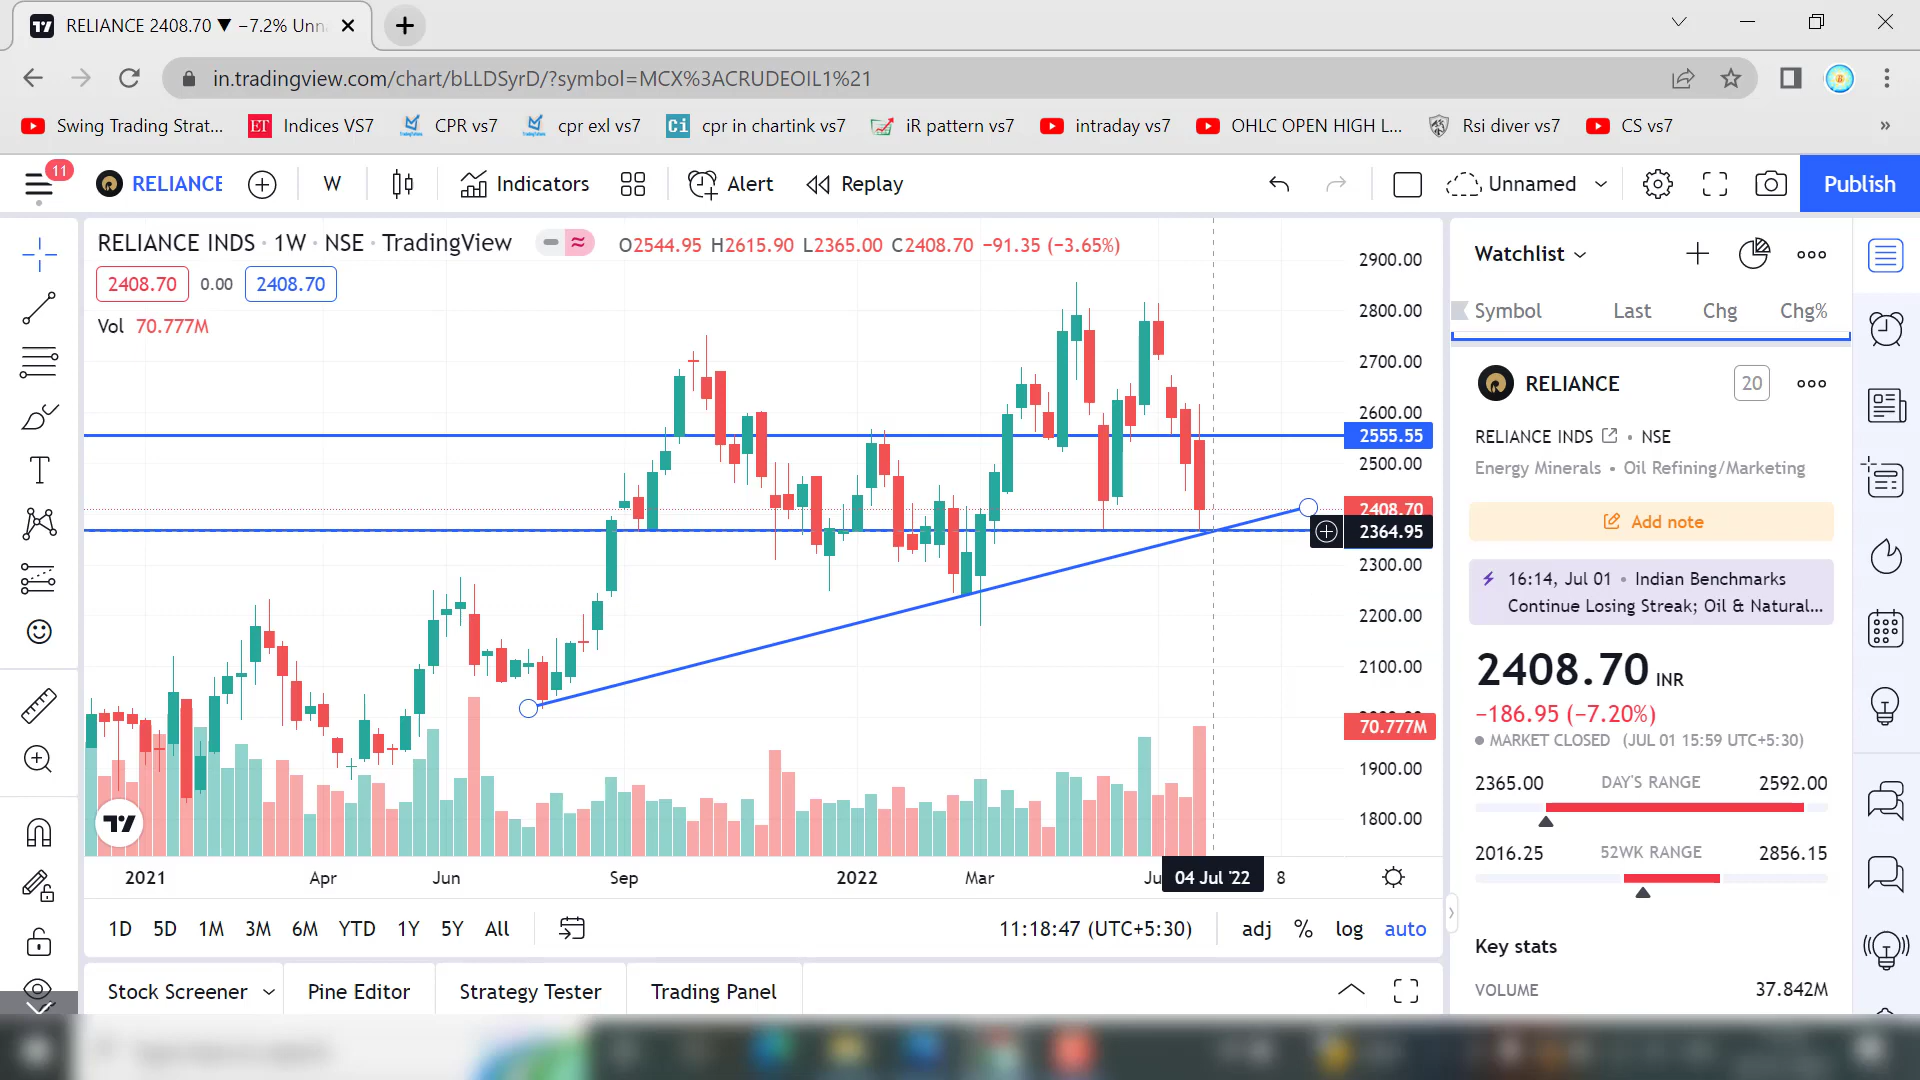 RELIANCE 2408.70 ▼ −7.2% Unn
in.tradingview.com/chart/bLLDSyrD/?symbol=MCX%3ACRUDEOIL1%21
Swing Trading Strat... ET Indices VS7 CPR vs7 cpr exl vs7 Ci cpr in chartink vs7 iR pattern vs7 intraday vs7 OHLC OPEN HIGH L... Rsi diver vs7 CS vs7 »
11
RELIANCE W Indicators Alert Replay Unnamed Publish
RELIANCE INDS · 1W · NSE · TradingView O2544.95 H2615.90 L2365.00 C2408.70 −91.35 (−3.65%)
2408.70 0.00 2408.70
Vol 70.777M
2900.00
2800.00
2700.00
2600.00
2555.55
2500.00
2408.70
2364.95
2300.00
2200.00
2100.00
70.777M
1900.00
1800.00
2021 Apr Jun Sep 2022 Mar Ju 04 Jul '22 8
1D 5D 1M 3M 6M YTD 1Y 5Y All 11:18:47 (UTC+5:30) adj % log auto
Stock Screener Pine Editor Strategy Tester Trading Panel
Watchlist
Symbol Last Chg Chg%
RELIANCE 20
RELIANCE INDS • NSE
Energy Minerals • Oil Refining/Marketing
Add note
16:14, Jul 01 • Indian Benchmarks
Continue Losing Streak; Oil & Natural...
2408.70 INR
−186.95 (−7.20%)
MARKET CLOSED (JUL 01 15:59 UTC+5:30)
2365.00 DAY'S RANGE 2592.00
2016.25 52WK RANGE 2856.15
Key stats
VOLUME 37.842M